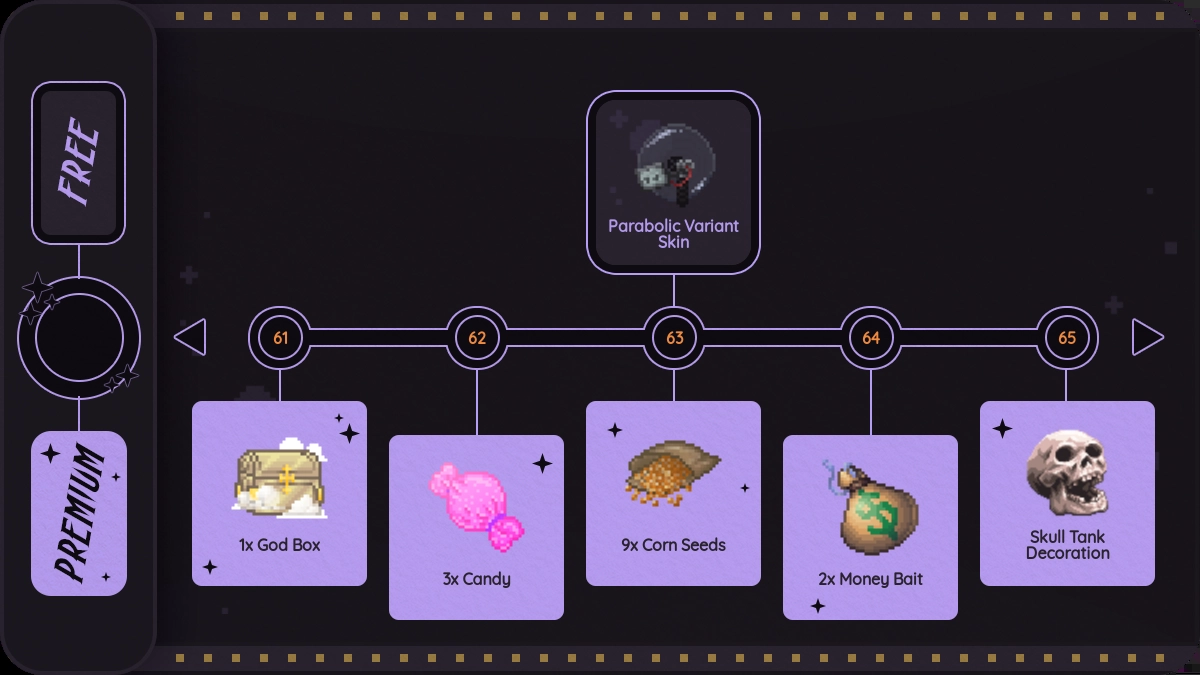 FREE
Parabolic Variant
Skin
61
62
63
64
65
PREMIUM
1x God Box
3x Candy
9x Corn Seeds
2x Money Bait
Skull Tank
Decoration